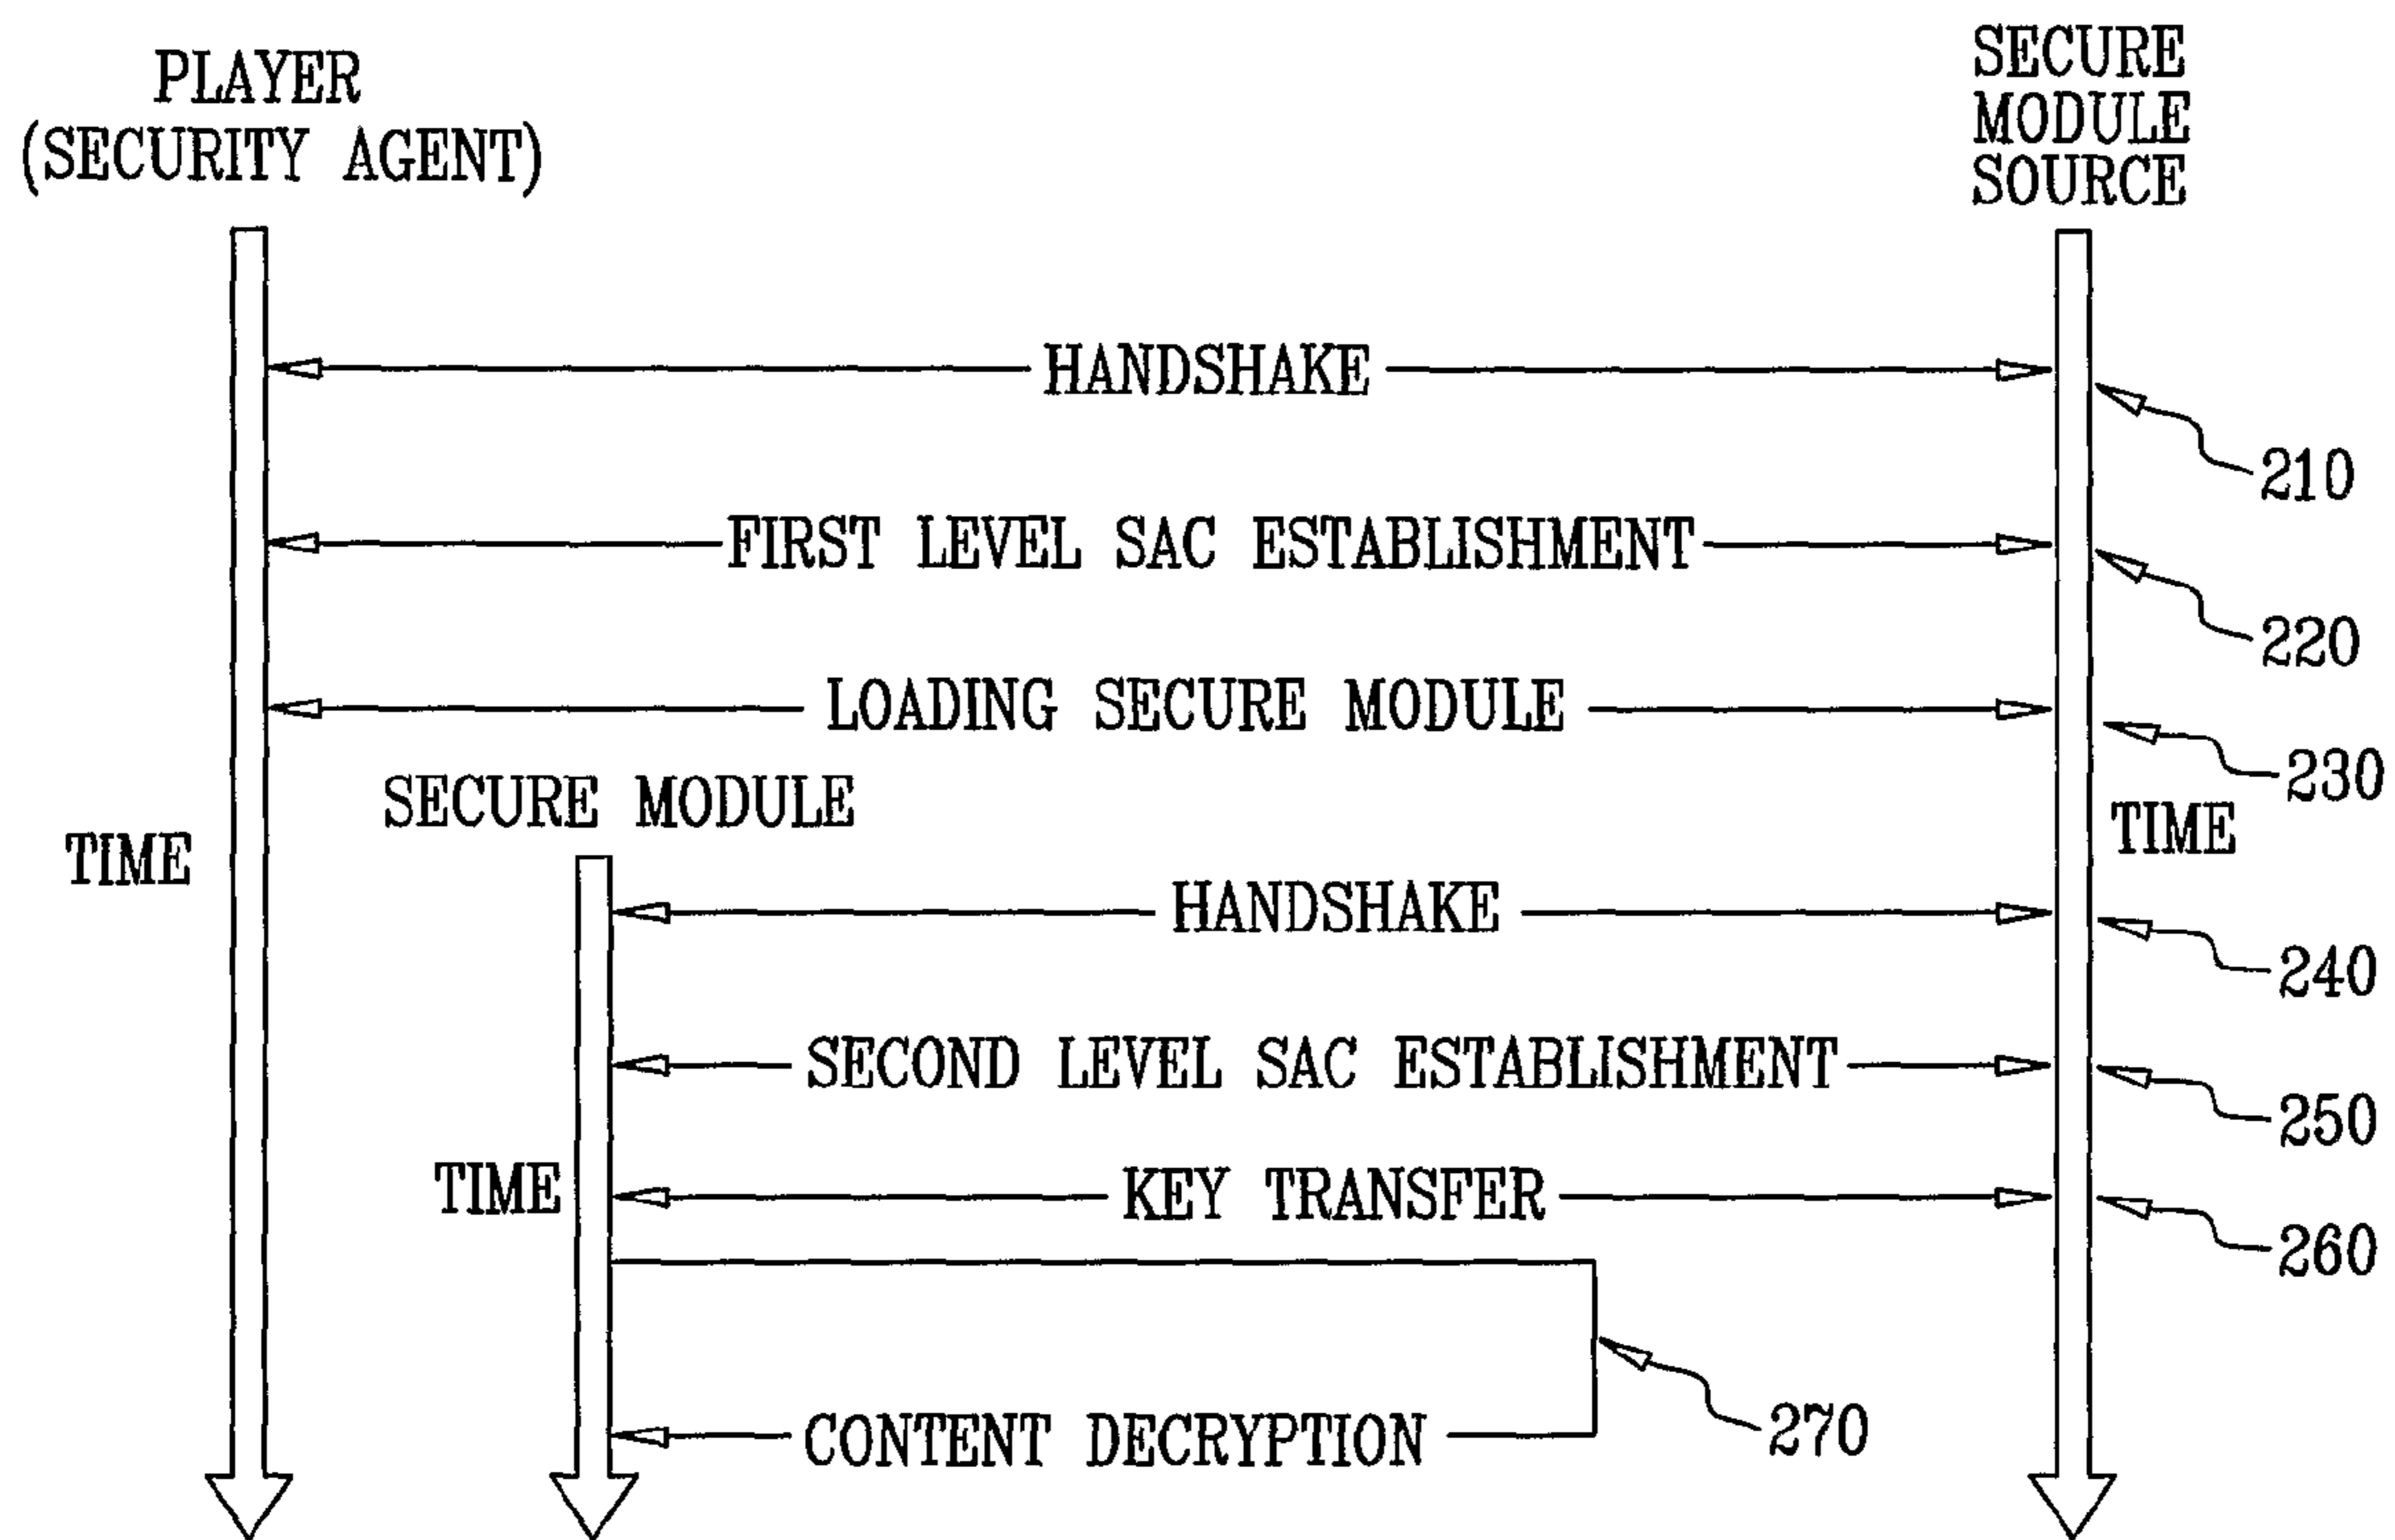 PLAYER
(SECURITY AGENT)
SECURE
MODULE
SOURCE
HANDSHAKE
210
FIRST LEVEL SAC ESTABLISHMENT
220
LOADING SECURE MODULE
230
SECURE MODULE
TIME
TIME
HANDSHAKE
240
SECOND LEVEL SAC ESTABLISHMENT
250
TIME
KEY TRANSFER
260
CONTENT DECRYPTION
270